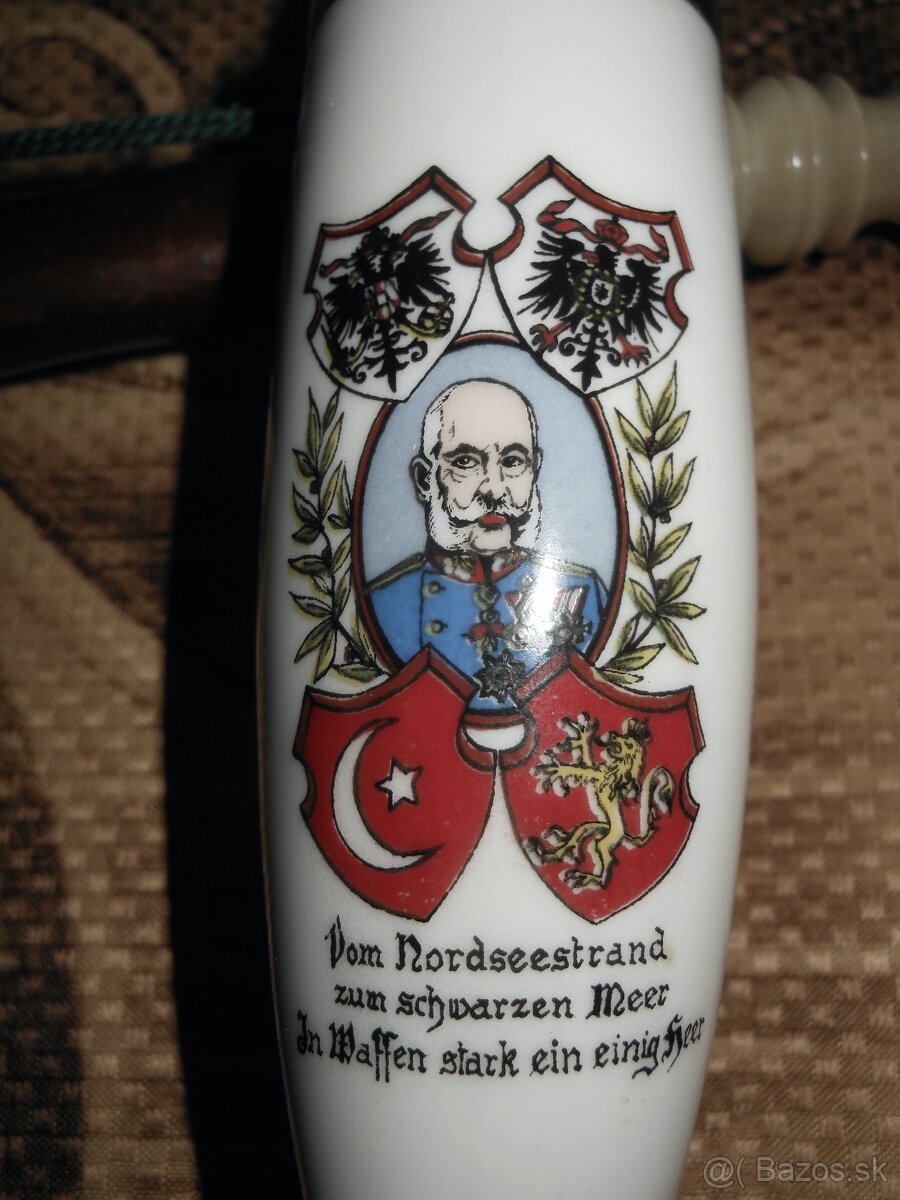 Vom Nordseestrand
zum schwarzen Meer
In Waffen stark ein einig Heer
@( Bazos.sk